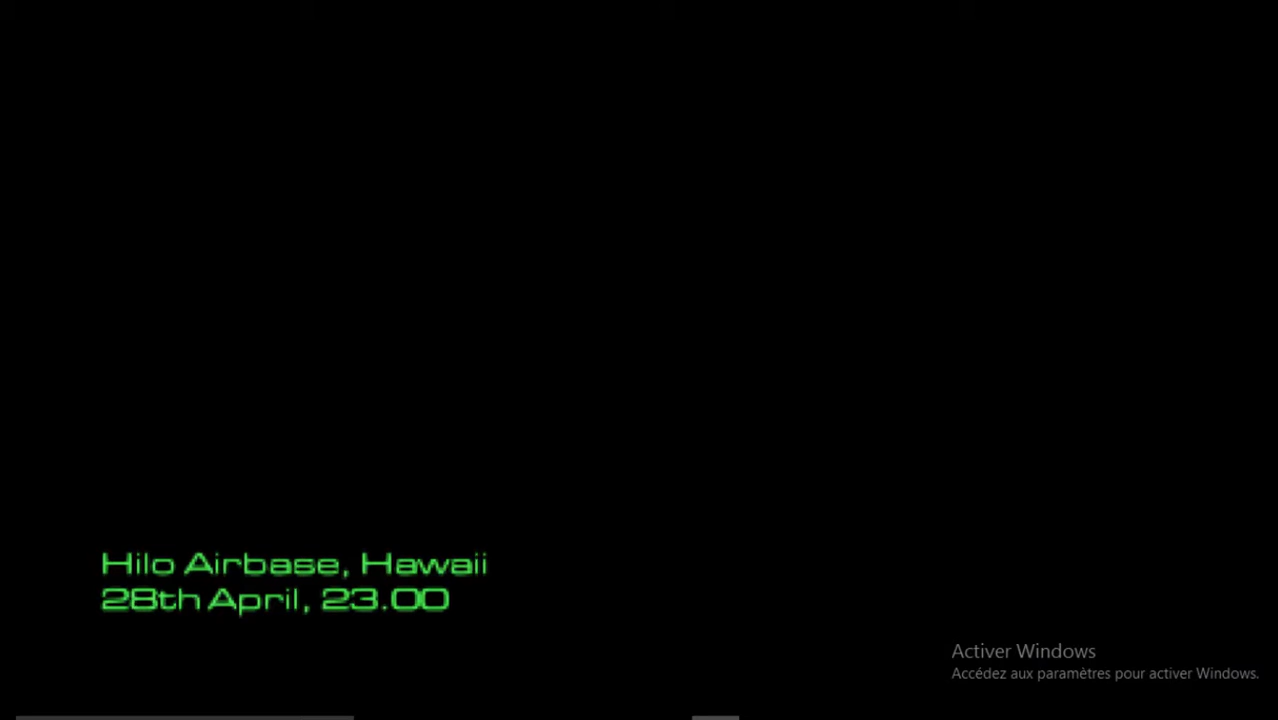 Hilo Airbase, Hawaii
28th April, 23.00
Activer Windows
Accédez aux paramètres pour activer Windows.